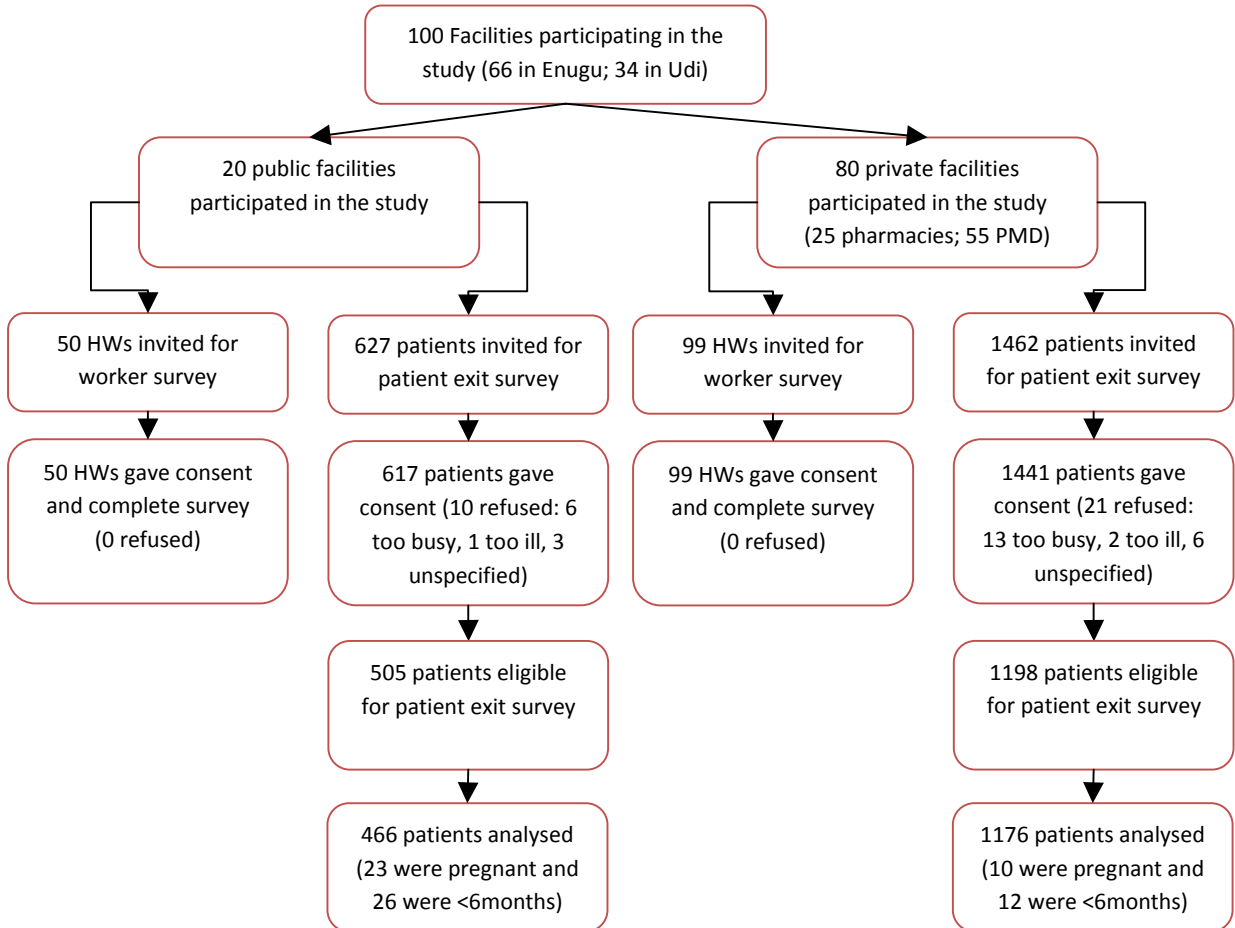 100 Facilities participating in the
study (66 in Enugu; 34 in Udi)
20 public facilities
participated in the study
80 private facilities
participated in the study
(25 pharmacies; 55 PMD)
50 HWs invited for
worker survey
627 patients invited for
patient exit survey
99 HWs invited for
worker survey
1462 patients invited
for patient exit survey
50 HWs gave consent
and complete survey
(0 refused)
617 patients gave
consent (10 refused: 6
too busy, 1 too ill, 3
unspecified)
99 HWs gave consent
and complete survey
(0 refused)
1441 patients gave
consent (21 refused:
13 too busy, 2 too ill, 6
unspecified)
505 patients eligible
for patient exit survey
1198 patients eligible
for patient exit survey
466 patients analysed
(23 were pregnant and
26 were <6months)
1176 patients analysed
(10 were pregnant and
12 were <6months)